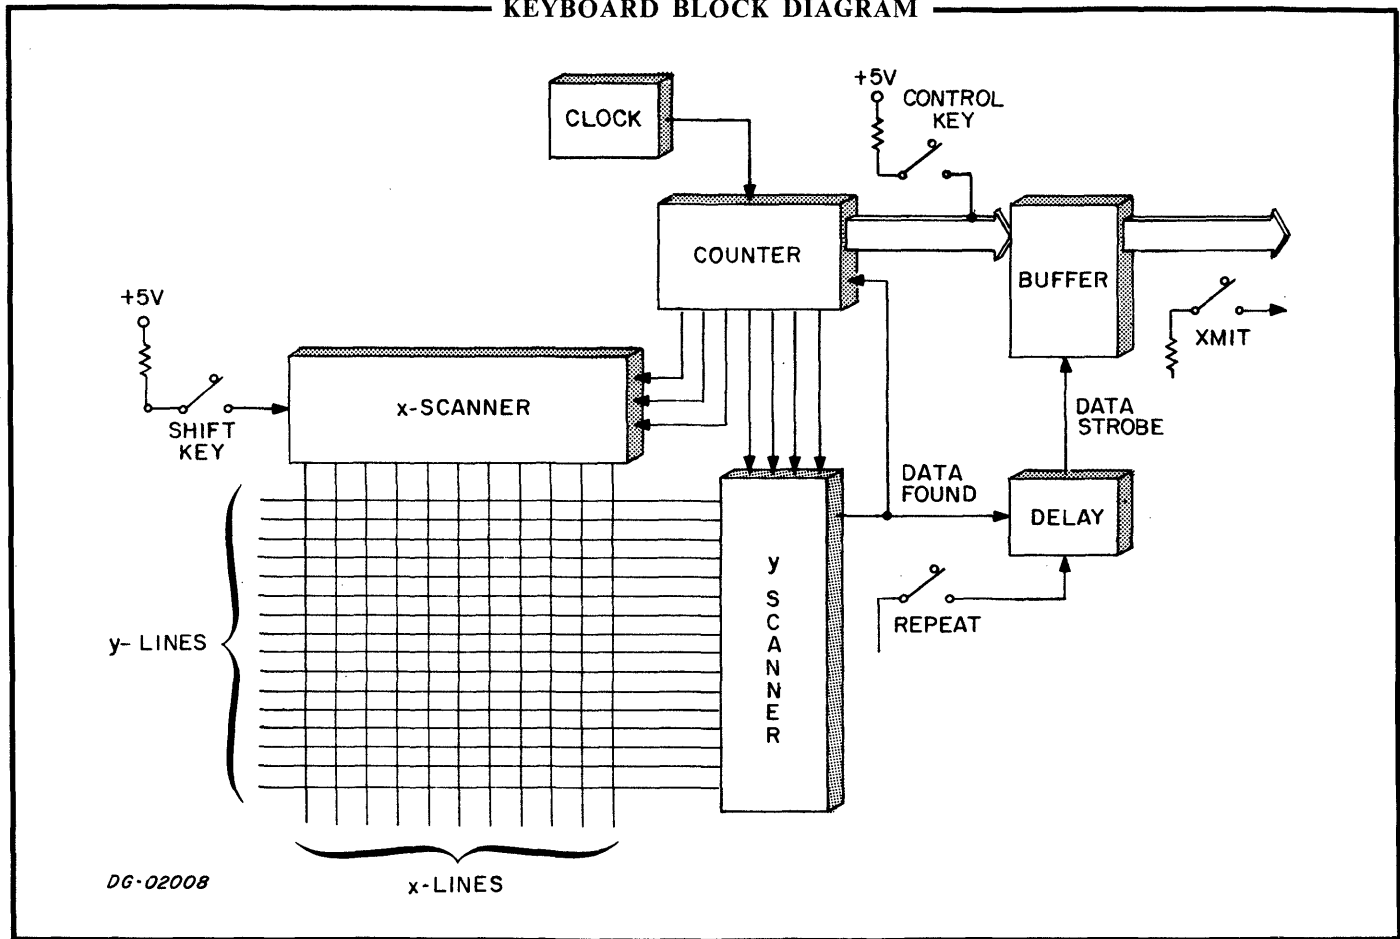 KEYBOARD BLOCK DIAGRAM
CLOCK
+5V
CONTROL
KEY
COUNTER
BUFFER
+5V
XMIT
x-SCANNER
SHIFT
KEY
DATA
STROBE
DATA
FOUND
DELAY
y SCANNER
REPEAT
y- LINES
x-LINES
DG-02008